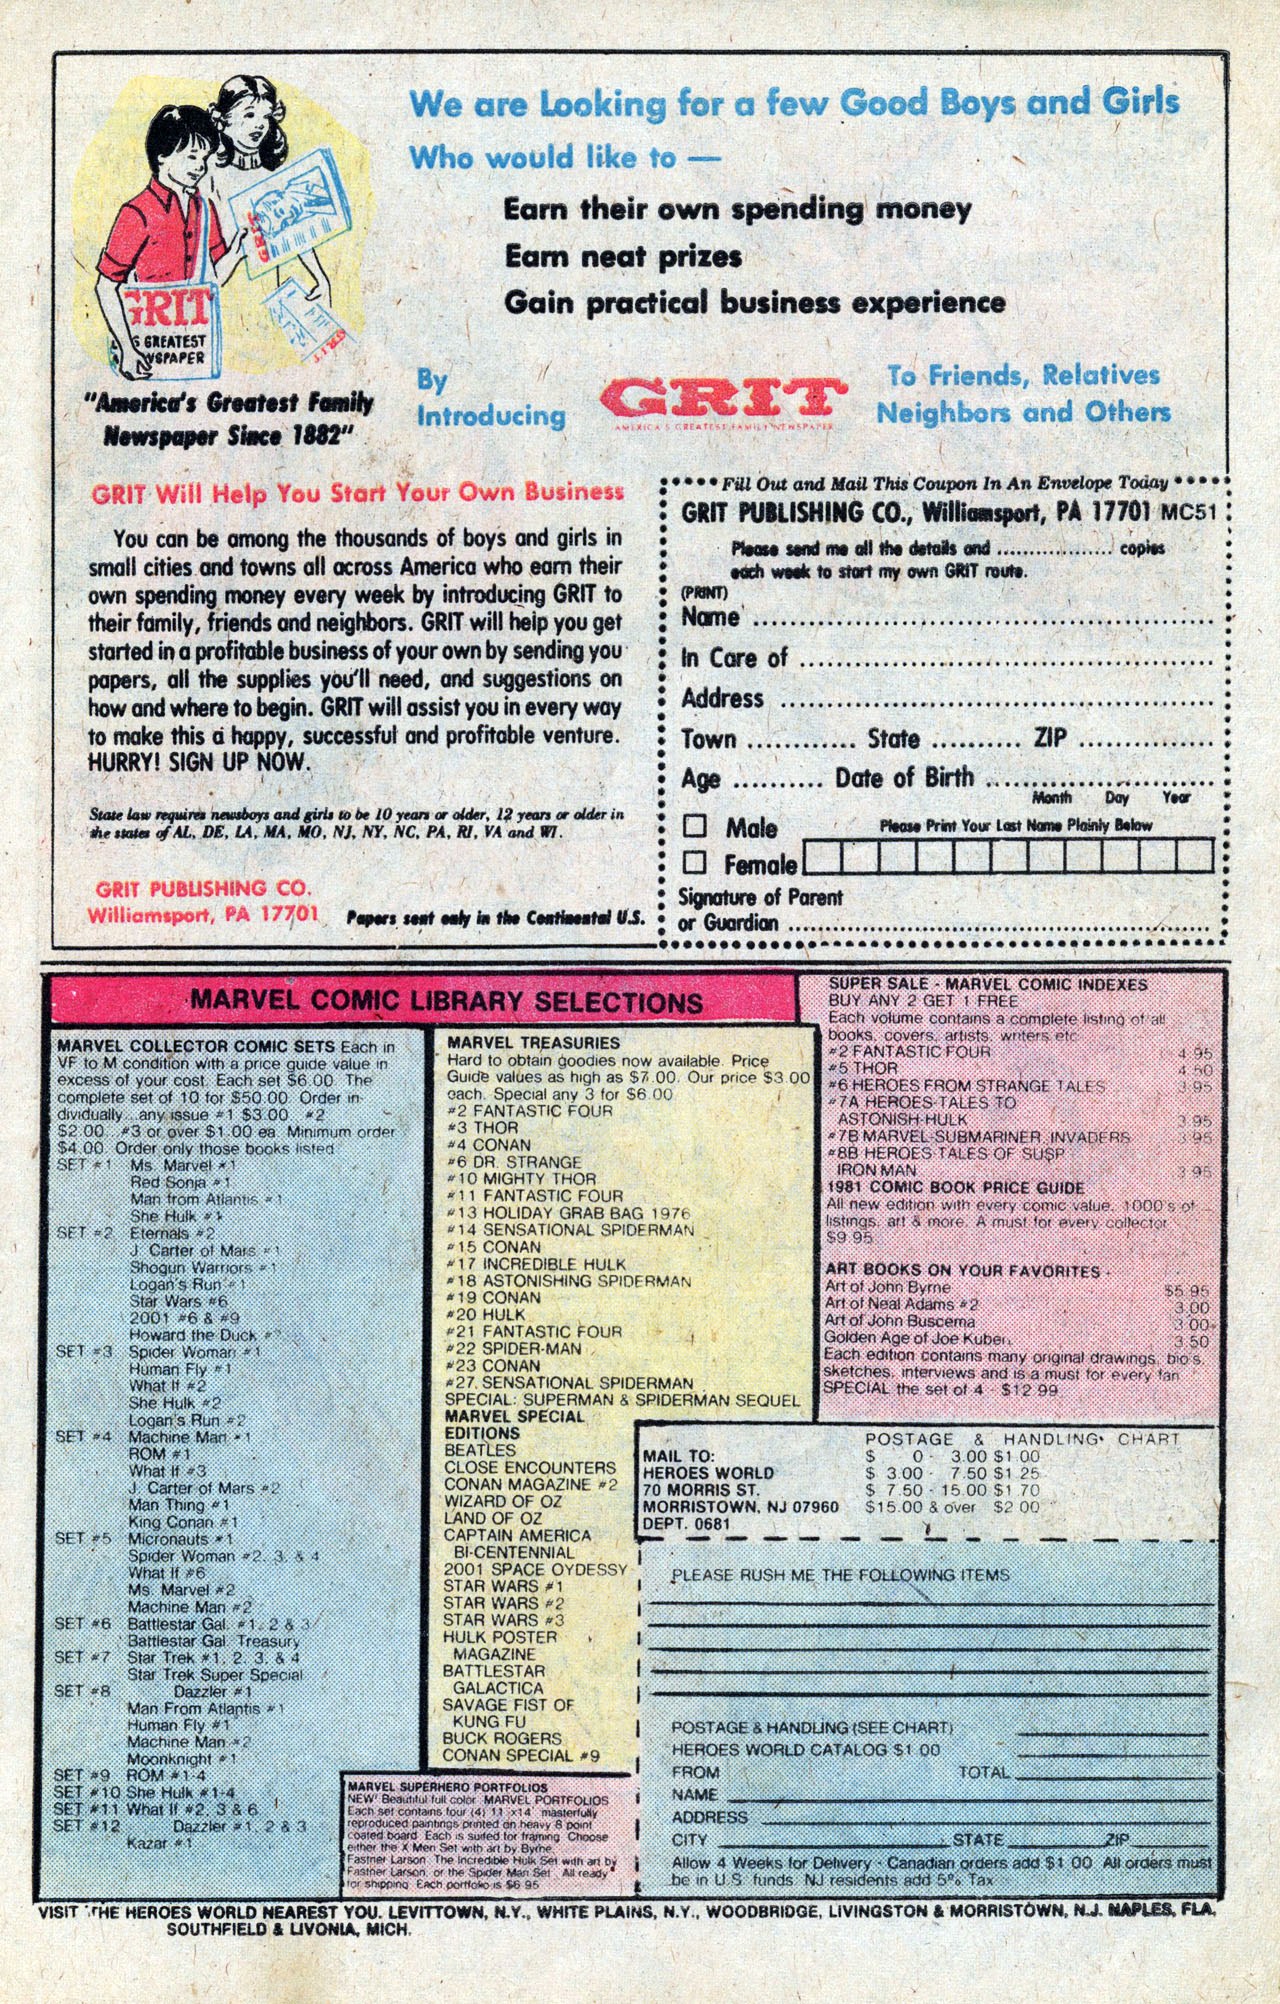 We are Looking for a few Good Boys and Girls
Who would like to —
Earn their own spending money
Earn neat prizes
Gain practical business experience
GRIT
GRIT
GREATEST
"America's Greatest Family
Newspaper Since 1882"
By
Introducing
GRIT
AMERICA'S GREATEST FAMILY NEWSPAPER
To Friends, Relatives
Neighbors and Others
GRIT Will Help You Start Your Own Business
You can be among the thousands of boys and girls in
small cities and towns all across America who earn their
own spending money every week by introducing GRIT to
their family, friends and neighbors. GRIT will help you get
started in a profitable business of your own by sending you
papers, all the supplies you'll need, and suggestions on
how and where to begin. GRIT will assist you in every way
to make this a happy, successful and profitable venture.
HURRY! SIGN UP NOW.
State law requires newsboys and girls to be 10 years or older, 12 years or older in
the states of AL, DE, LA, MA, MO, NJ, NY, NC, PA, RI, VA and WI.
GRIT PUBLISHING CO.
Williamsport, PA 17701
Papers sent only in the Continental U.S.
Fill Out and Mail This Coupon In An Envelope Today
GRIT PUBLISHING CO., Williamsport, PA 17701 MC51
Please send me all the details and .................. copies
each week to start my own GRIT route.
(PRINT)
Name
In Care of
Address
Town ............ State .......... ZIP ...............
Age .......... Date of Birth
Month Day Year
Male
Please Print Your Last Name Plainly Below
Female
Signature of Parent
or Guardian
MARVEL COMIC LIBRARY SELECTIONS
MARVEL COLLECTOR COMIC SETS Each in
VF to M condition with a price guide value in
excess of your cost. Each set $6.00. The
complete set of 10 for $50.00. Order in-
dividually...any issue #1 $3.00. #2
$2.00. #3 or over $1.00 ea. Minimum order
$4.00. Order only those books listed
SET #1 Ms. Marvel #1
Red Sonja #1
Man from Atlantis #1
She Hulk #1
SET #2 Eternals #2
J. Carter of Mars #1
Shogun Warriors #1
Logan's Run #1
Star Wars #6
2001 #6 & #9
Howard the Duck
SET #3 Spider Woman #1
Human Fly #1
What If #2
She Hulk #2
Logan's Run #2
SET #4 Machine Man #1
ROM #1
What If #3
J. Carter of Mars #2
Man Thing #1
King Conan #1
SET #5 Micronauts #1
Spider Woman #2, 3, & 4
What If #6
Ms. Marvel #2
Machine Man #2
SET #6 Battlestar Gal. #1, 2 & 3
Battlestar Gal. Treasury
SET #7 Star Trek #1, 2, 3, & 4
Star Trek Super Special
SET #8 Dazzler #1
Man From Atlantis #1
Human Fly #1
Machine Man #2
Moonknight #1
SET #9 ROM #1-4
SET #10 She Hulk #1-4
SET #11 What If #2, 3 & 6
SET #12 Dazzler #1, 2 & 3
Kazar #1
MARVEL TREASURIES
Hard to obtain goodies now available. Price
Guide values as high as $7.00. Our price $3.00
each. Special any 3 for $6.00
#2 FANTASTIC FOUR
#3 THOR
#4 CONAN
#6 DR. STRANGE
#10 MIGHTY THOR
#11 FANTASTIC FOUR
#13 HOLIDAY GRAB BAG 1976
#14 SENSATIONAL SPIDERMAN
#15 CONAN
#17 INCREDIBLE HULK
#18 ASTONISHING SPIDERMAN
#19 CONAN
#20 HULK
#21 FANTASTIC FOUR
#22 SPIDER-MAN
#23 CONAN
#27 SENSATIONAL SPIDERMAN
SPECIAL: SUPERMAN & SPIDERMAN SEQUEL
MARVEL SPECIAL
EDITIONS
BEATLES
CLOSE ENCOUNTERS
CONAN MAGAZINE #2
WIZARD OF OZ
LAND OF OZ
CAPTAIN AMERICA
BI-CENTENNIAL
2001 SPACE OYDESSY
STAR WARS #1
STAR WARS #2
STAR WARS #3
HULK POSTER
MAGAZINE
BATTLESTAR
GALACTICA
SAVAGE FIST OF
KUNG FU
BUCK ROGERS
CONAN SPECIAL #9
MARVEL SUPERHERO PORTFOLIOS
NEW! Beautiful full color MARVEL PORTFOLIOS
Each set contains four (4) 11"x14" masterfully
reproduced paintings printed on heavy 8 point
coated board. Each is suited for framing. Choose
either the X Men Set with art by Byrne,
Fastner Larson, The Incredible Hulk Set with art by
Fastner Larson, or the Spider Man Set. All ready
for shipping. Each portfolio is $6.95
SUPER SALE - MARVEL COMIC INDEXES
BUY ANY 2 GET 1 FREE
Each volume contains a complete listing of all
books, covers, artists, writers etc.
#2 FANTASTIC FOUR 4.95
#5 THOR 4.50
#6 HEROES FROM STRANGE TALES 3.95
#7A HEROES-TALES TO
ASTONISH-HULK 3.95
#7B MARVEL-SUBMARINER, INVADERS 3.95
#8B HEROES-TALES OF SUSP.
IRON MAN 3.95
1981 COMIC BOOK PRICE GUIDE
All new edition with every comic value, 1000's of
listings, art & more. A must for every collector
$9.95
ART BOOKS ON YOUR FAVORITES -
Art of John Byrne $5.95
Art of Neal Adams #2 3.00
Art of John Buscema 3.00
Golden Age of Joe Kubert 3.50
Each edition contains many original drawings, bio's,
sketches, interviews and is a must for every fan
SPECIAL the set of 4 - $12.99
MAIL TO:
HEROES WORLD
70 MORRIS ST.
MORRISTOWN, NJ 07960
DEPT. 0681
POSTAGE & HANDLING CHART
$ 0 - 3.00 $1.00
$ 3.00 - 7.50 $1.25
$ 7.50 - 15.00 $1.70
$15.00 & over $2.00
PLEASE RUSH ME THE FOLLOWING ITEMS
POSTAGE & HANDLING (SEE CHART)
HEROES WORLD CATALOG $1.00
FROM TOTAL
NAME
ADDRESS
CITY STATE ZIP
Allow 4 Weeks for Delivery - Canadian orders add $1.00. All orders must
be in U.S. funds. NJ residents add 5% Tax
VISIT THE HEROES WORLD NEAREST YOU. LEVITTOWN, N.Y., WHITE PLAINS, N.Y., WOODBRIDGE, LIVINGSTON & MORRISTOWN, N.J. NAPLES, FLA.
SOUTHFIELD & LIVONIA, MICH.